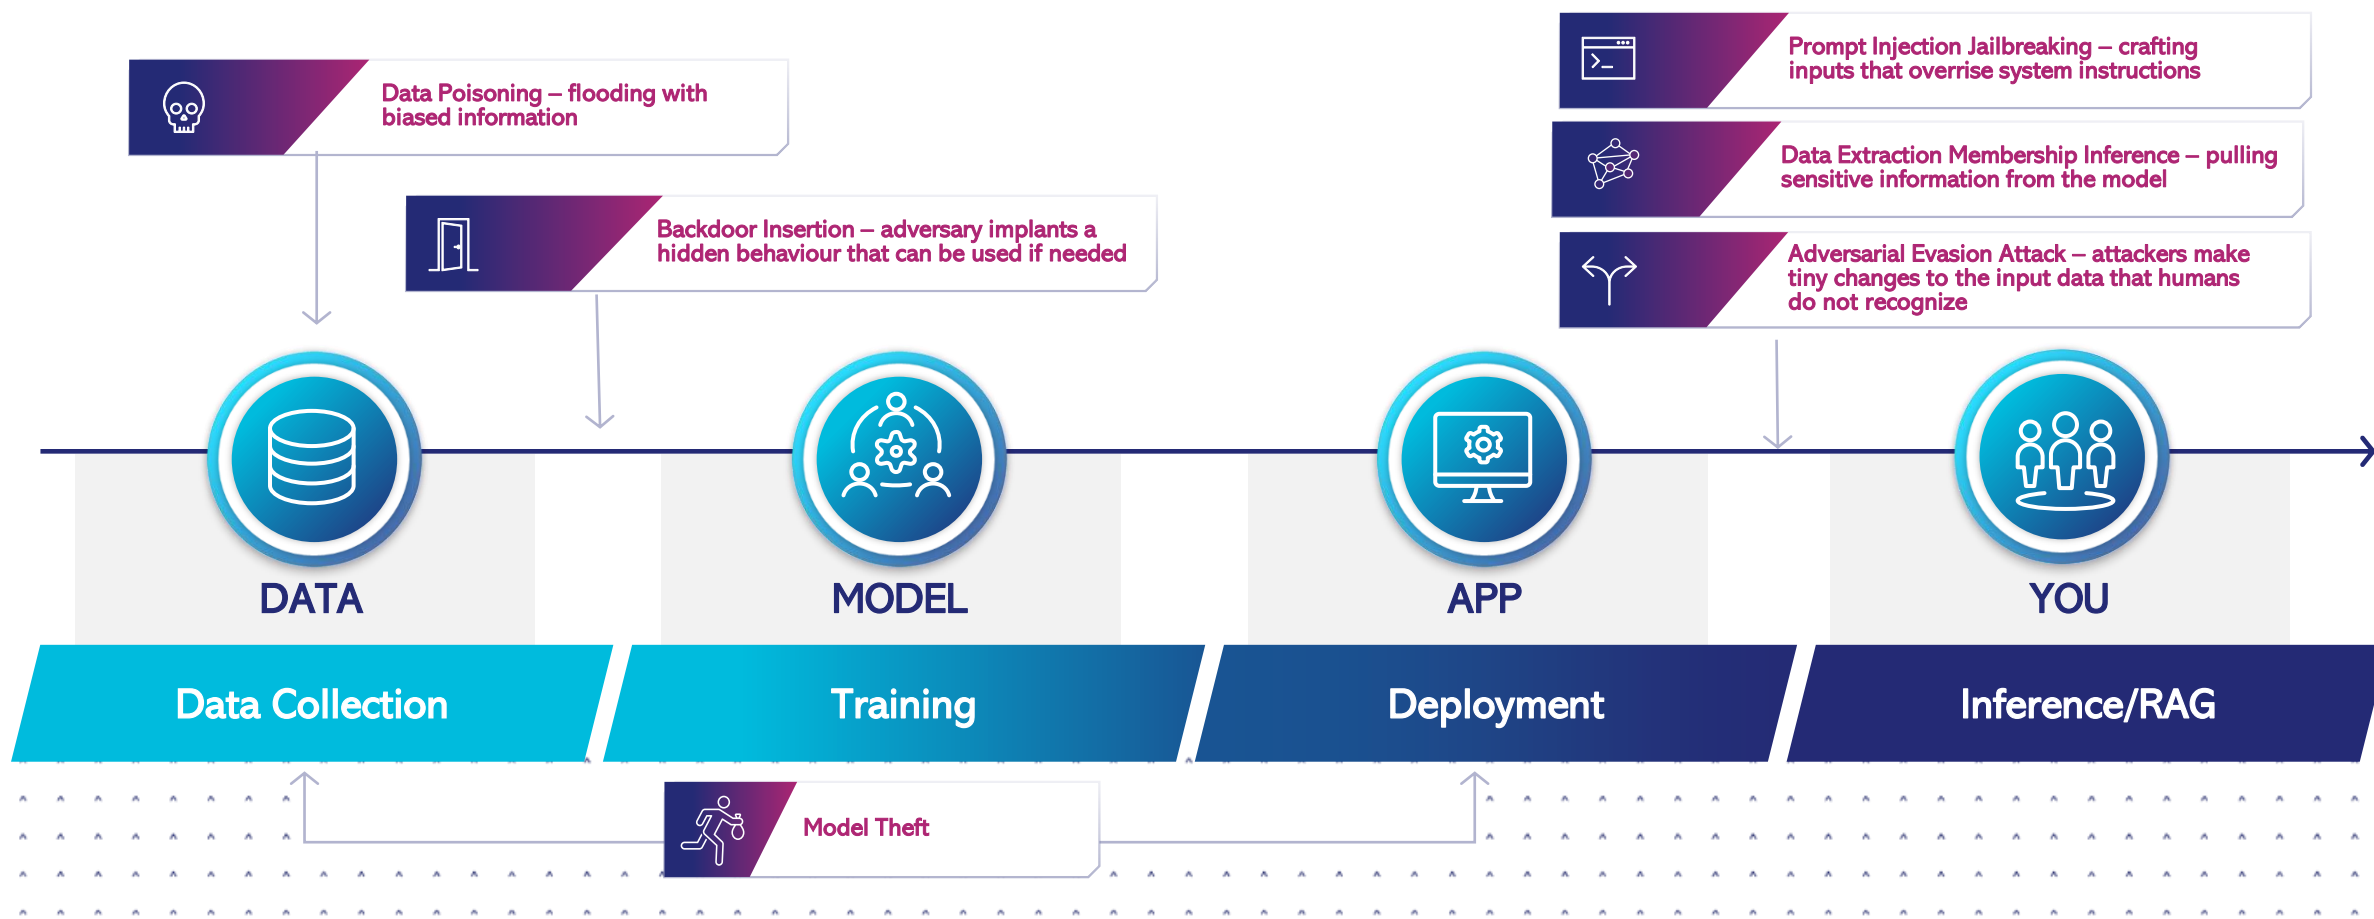 Data Poisoning – flooding with
biased information
Backdoor Insertion – adversary implants a
hidden behaviour that can be used if needed
Prompt Injection Jailbreaking – crafting
inputs that overrise system instructions
Data Extraction Membership Inference – pulling
sensitive information from the model
Adversarial Evasion Attack – attackers make
tiny changes to the input data that humans
do not recognize
DATA
MODEL
APP
YOU
Data Collection
Training
Deployment
Inference/RAG
Model Theft